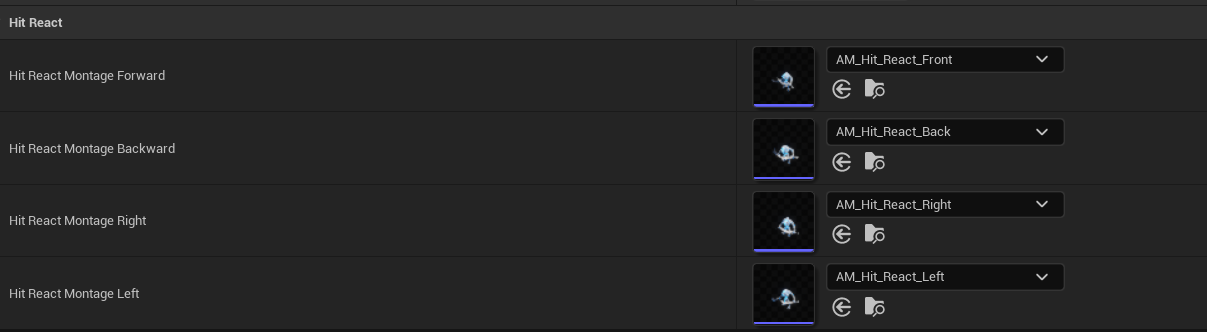 Hit React
Hit React Montage Forward
AM_Hit_React_Front
Hit React Montage Backward
AM_Hit_React_Back
Hit React Montage Right
AM_Hit_React_Right
Hit React Montage Left
AM_Hit_React_Left